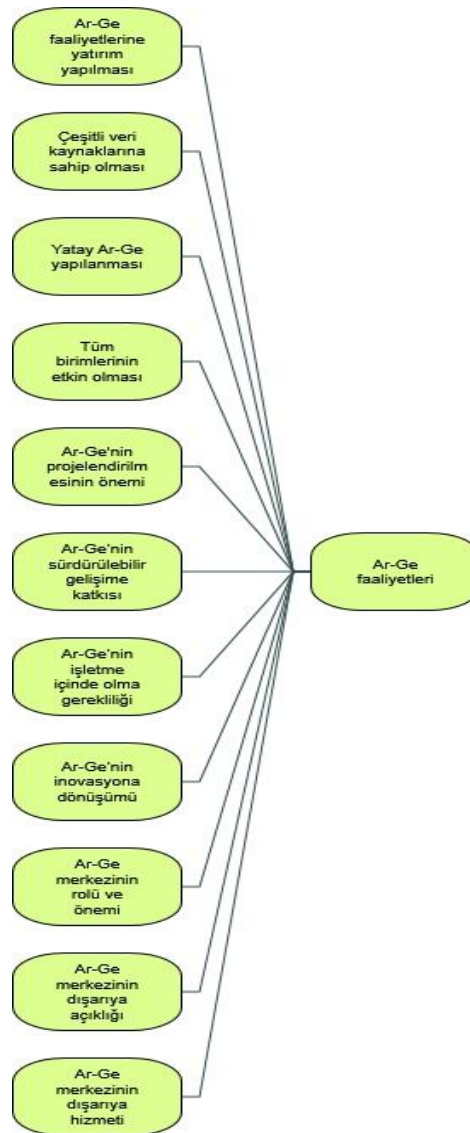 Ar-Ge
faaliyetlerine
yatırım
yapılması
Çeşitli veri
kaynaklarına
sahip olması
Yatay Ar-Ge
yapılanması
Tüm
birimlerinin
etkin olması
Ar-Ge'nin
projelendirilm
esinin önemi
Ar-Ge'nin
sürdürülebilir
gelişime
katkısı
Ar-Ge
faaliyetleri
Ar-Ge'nin
işletme
içinde olma
gerekliliği
Ar-Ge'nin
inovasyona
dönüşümü
Ar-Ge
merkezinin
rolü ve
önemi
Ar-Ge
merkezinin
dışarıya
açıklığı
Ar-Ge
merkezinin
dışarıya
hizmeti